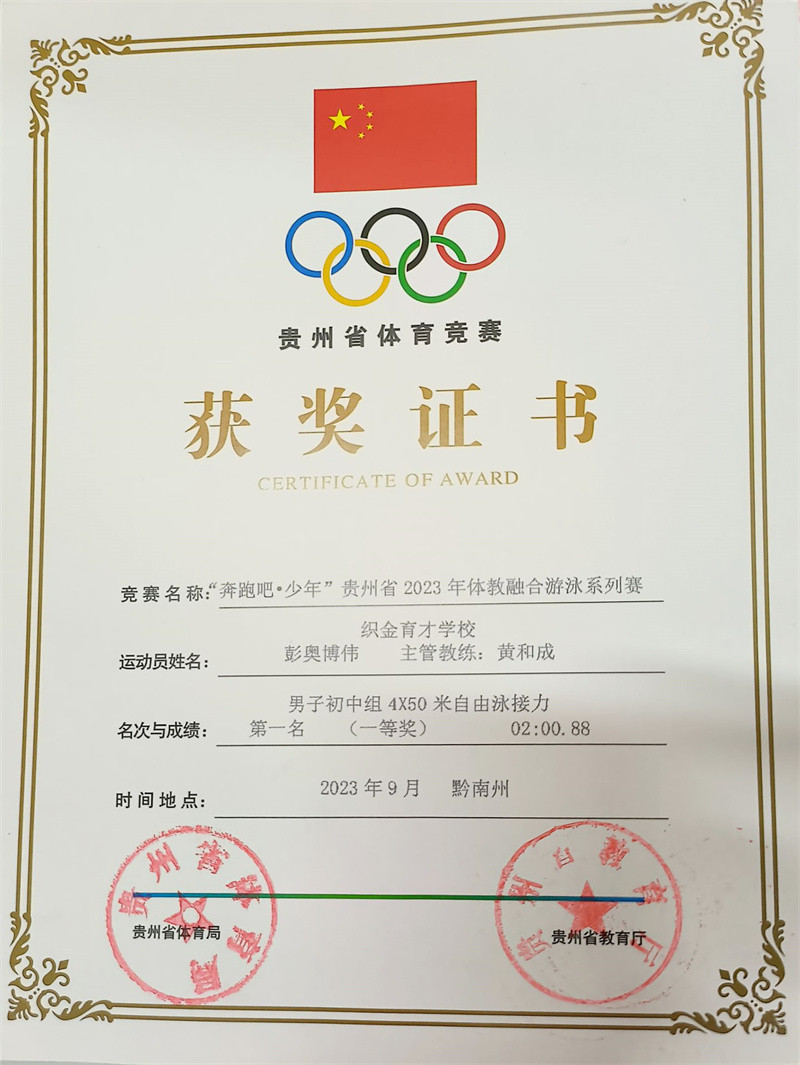 贵州省体育竞赛
获奖证书
CERTIFICATE OF AWARD
竞赛名称:“奔跑吧·少年”贵州省2023年体教融合游泳系列赛
织金育才学校
运动员姓名: 彭奥博伟 主管教练：黄和成
男子初中组4X50米自由泳接力
名次与成绩: 第一名 （一等奖） 02:00.88
时间地点: 2023年9月 黔南州
贵州省体育局
贵州省体育局
贵州省教育厅